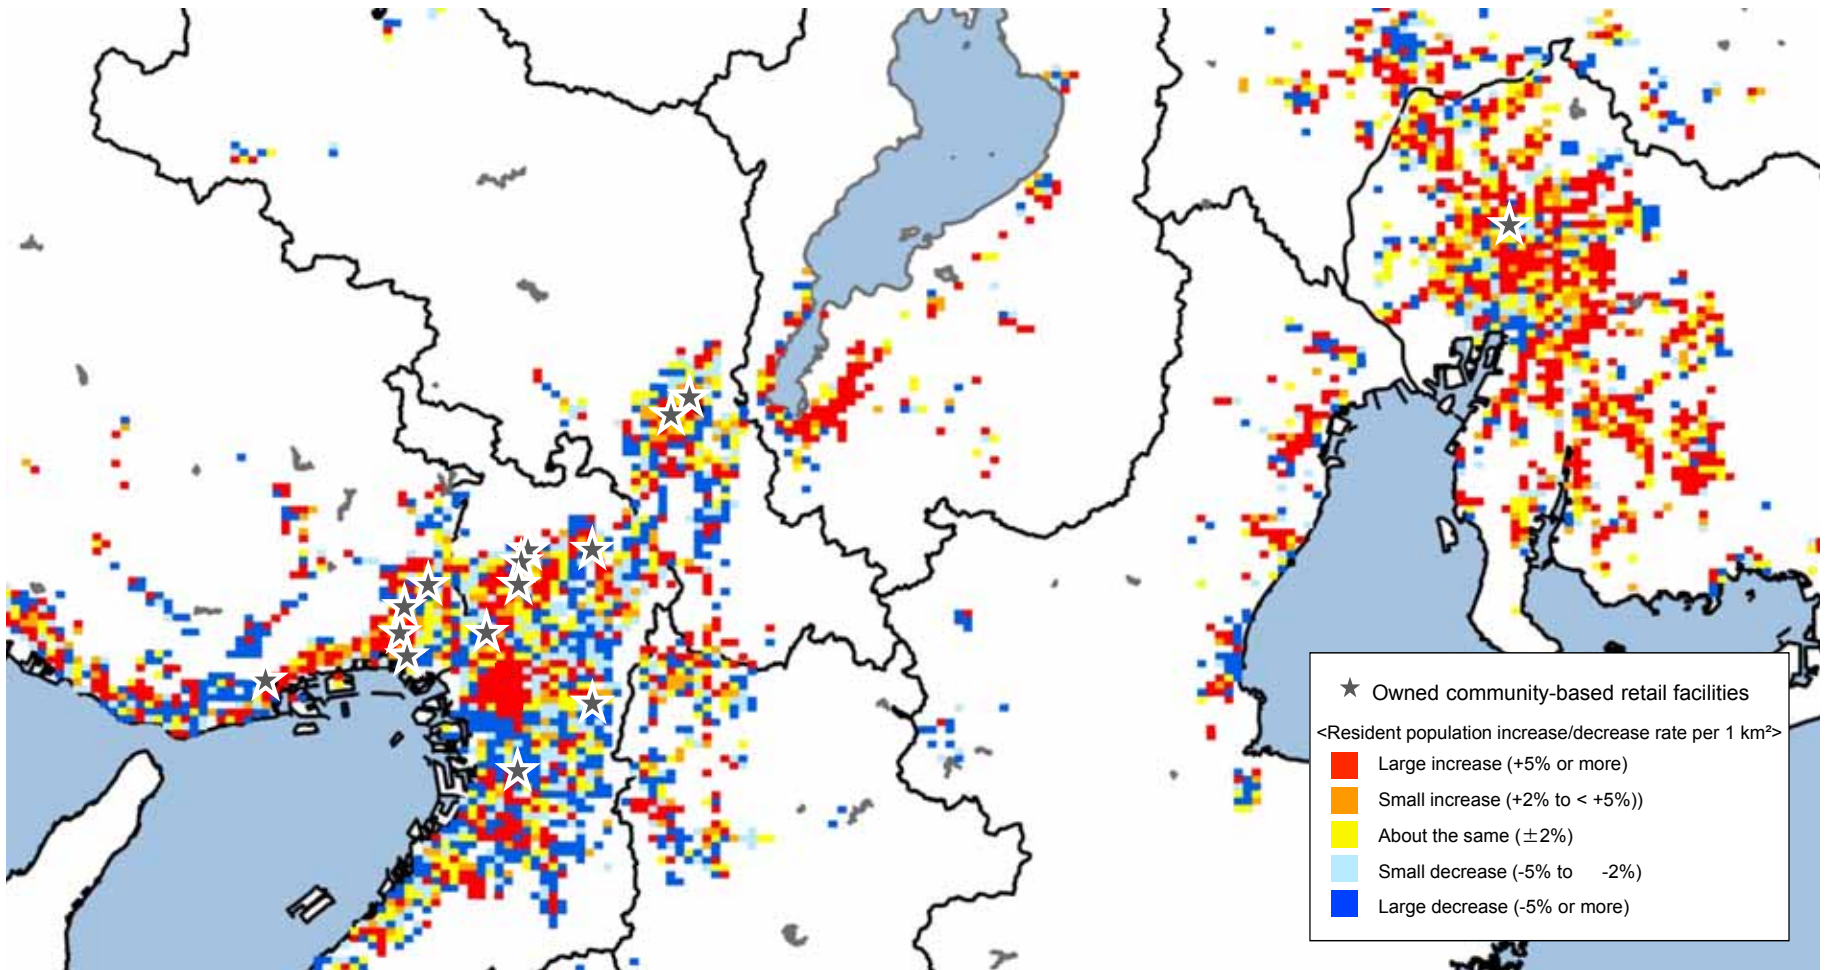 ★ Owned community-based retail facilities
<Resident population increase/decrease rate per 1 km²>
Large increase (+5% or more)
Small increase (+2% to < +5%))
About the same (±2%)
Small decrease (-5% to -2%)
Large decrease (-5% or more)